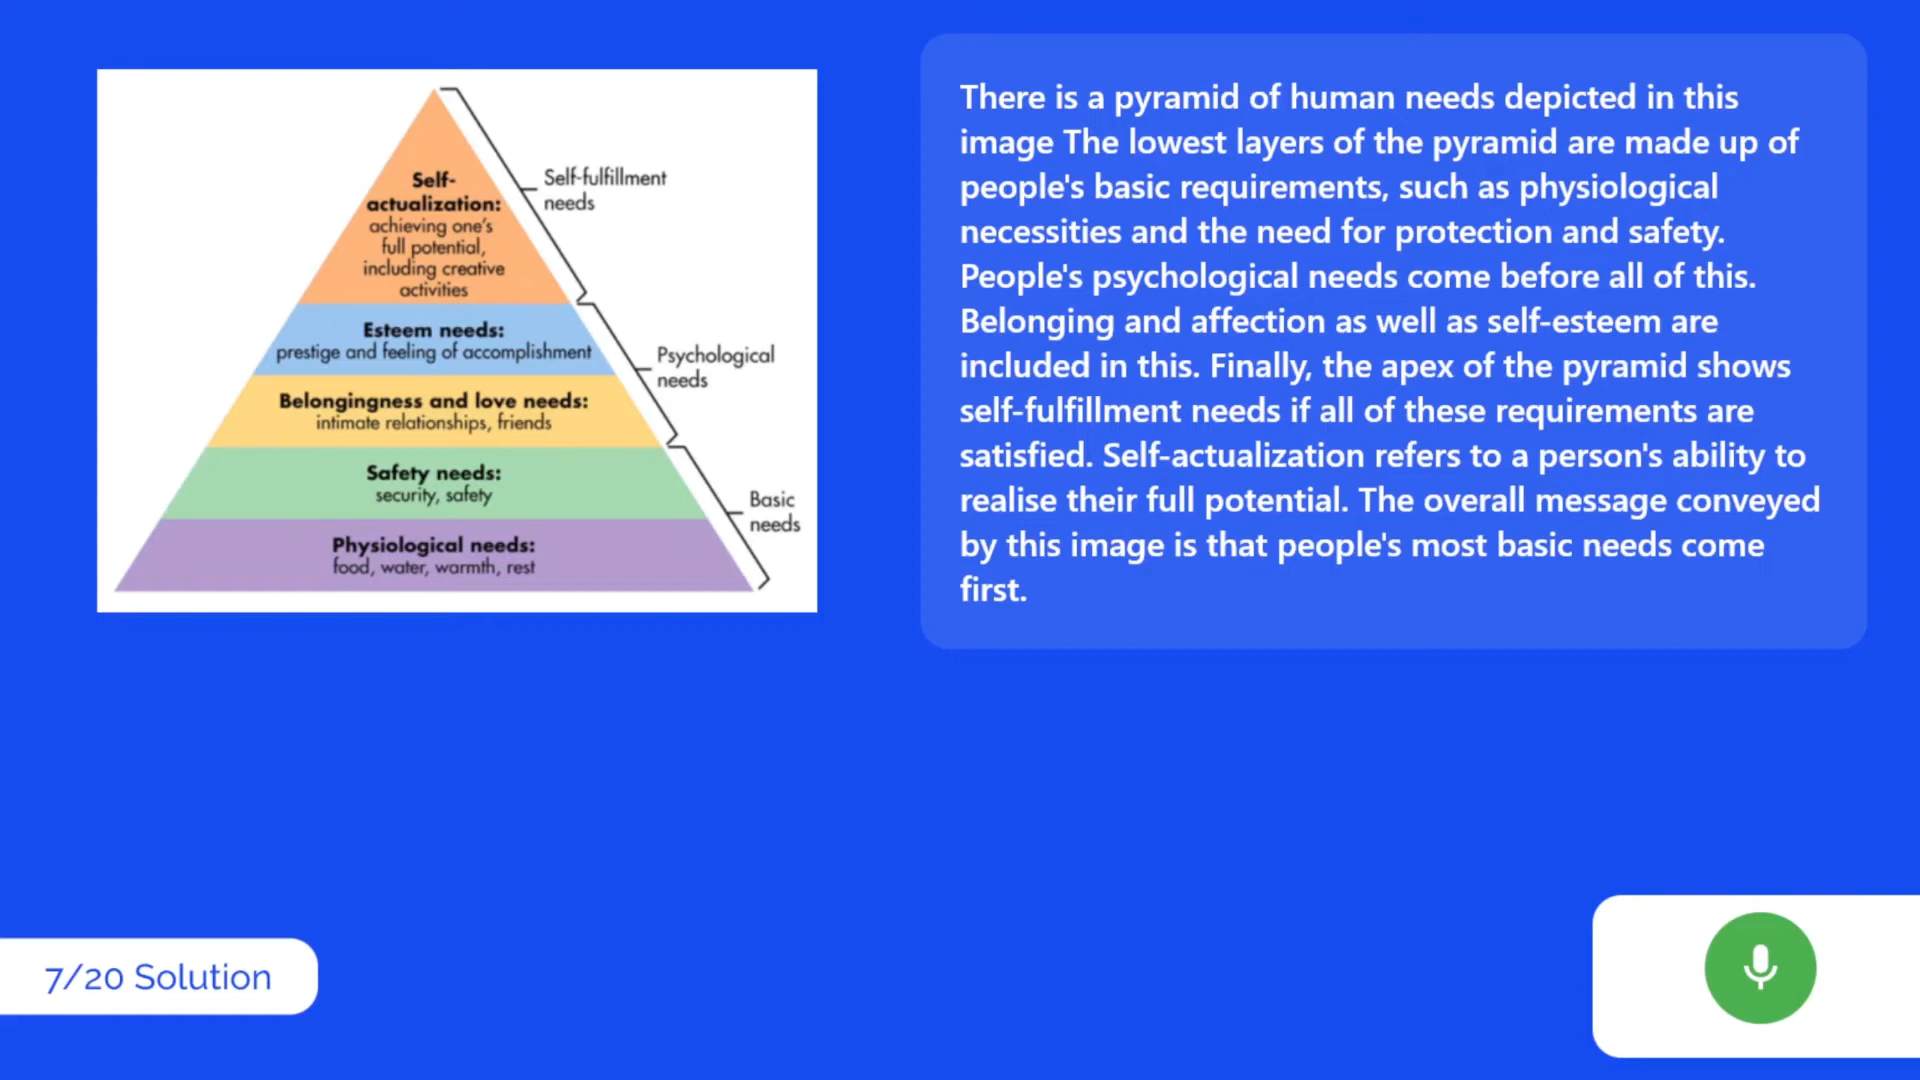 Self-
actualization:
achieving one's
full potential,
including creative
activities
Self-fulfillment
needs
Esteem needs:
prestige and feeling of accomplishment
Psychological
needs
Belongingness and love needs:
intimate relationships, friends
Safety needs:
security, safety
Basic
needs
Physiological needs:
food, water, warmth, rest
There is a pyramid of human needs depicted in this
image The lowest layers of the pyramid are made up of
people's basic requirements, such as physiological
necessities and the need for protection and safety.
People's psychological needs come before all of this.
Belonging and affection as well as self-esteem are
included in this. Finally, the apex of the pyramid shows
self-fulfillment needs if all of these requirements are
satisfied. Self-actualization refers to a person's ability to
realise their full potential. The overall message conveyed
by this image is that people's most basic needs come
first.
7/20 Solution